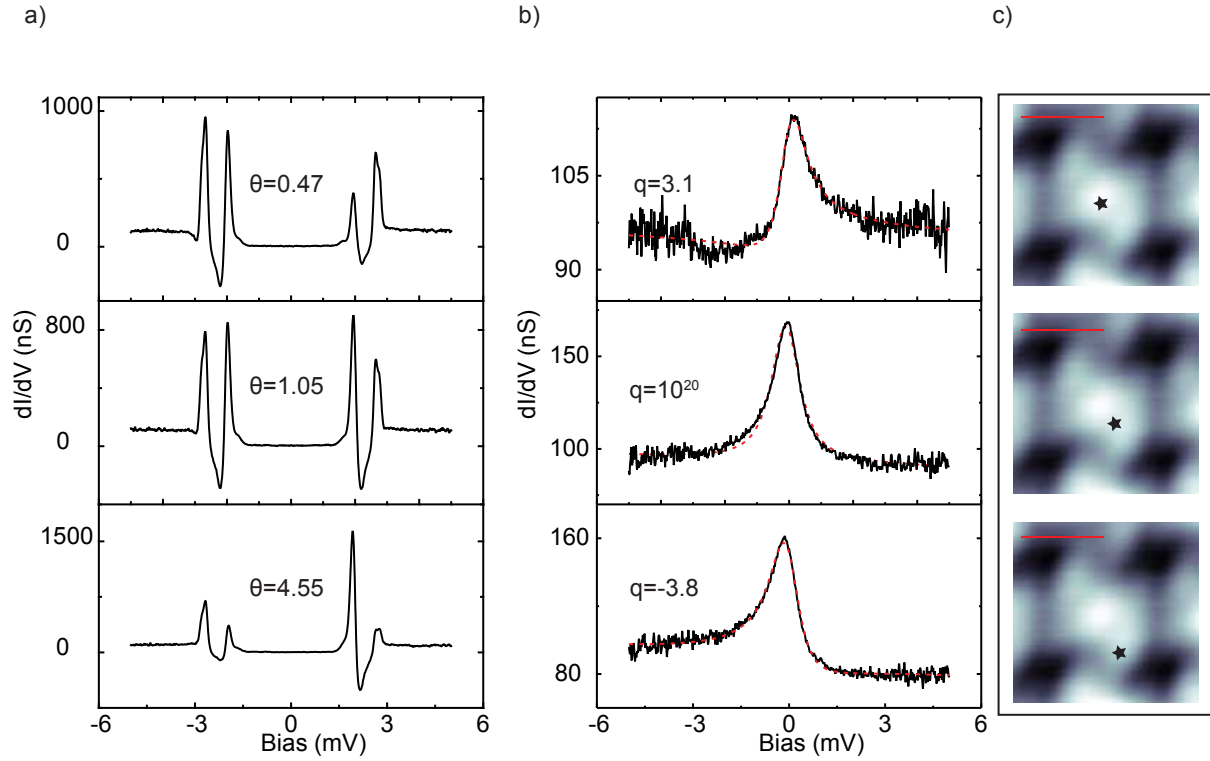 a)
b)
c)
dI/dV (nS)
1000
0
θ=0.47
800
0
θ=1.05
1500
0
θ=4.55
-6
-3
0
3
6
Bias (mV)
dI/dV (nS)
105
90
q=3.1
150
100
q=10²⁰
160
80
q=-3.8
-6
-3
0
3
6
Bias (mV)